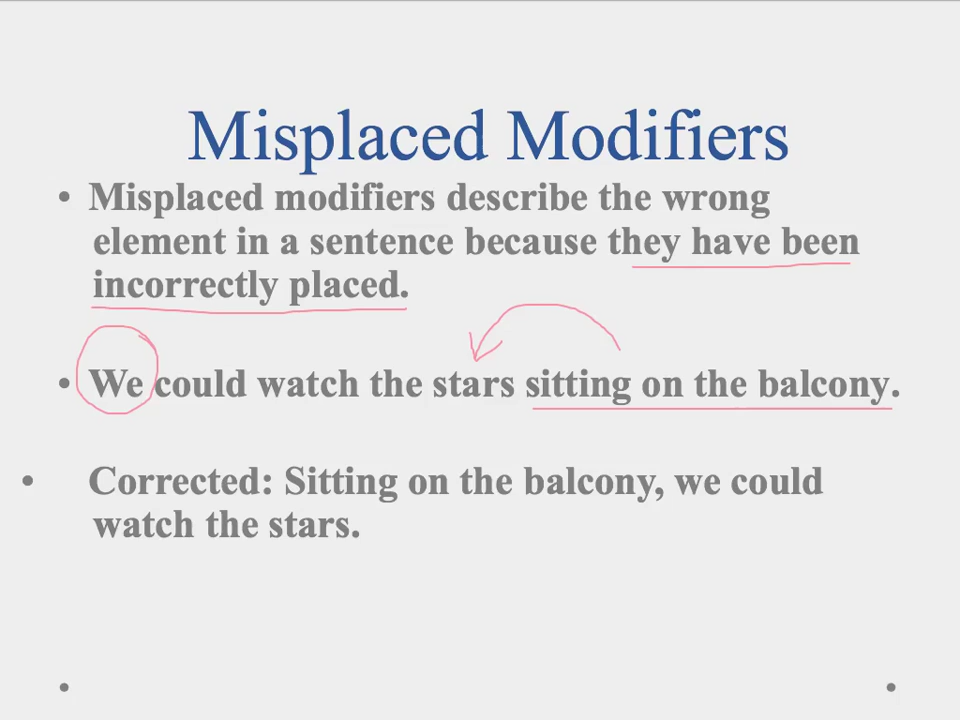 Misplaced Modifiers
• Misplaced modifiers describe the wrong
element in a sentence because they have been
incorrectly placed.
• We could watch the stars sitting on the balcony.
• Corrected: Sitting on the balcony, we could
watch the stars.